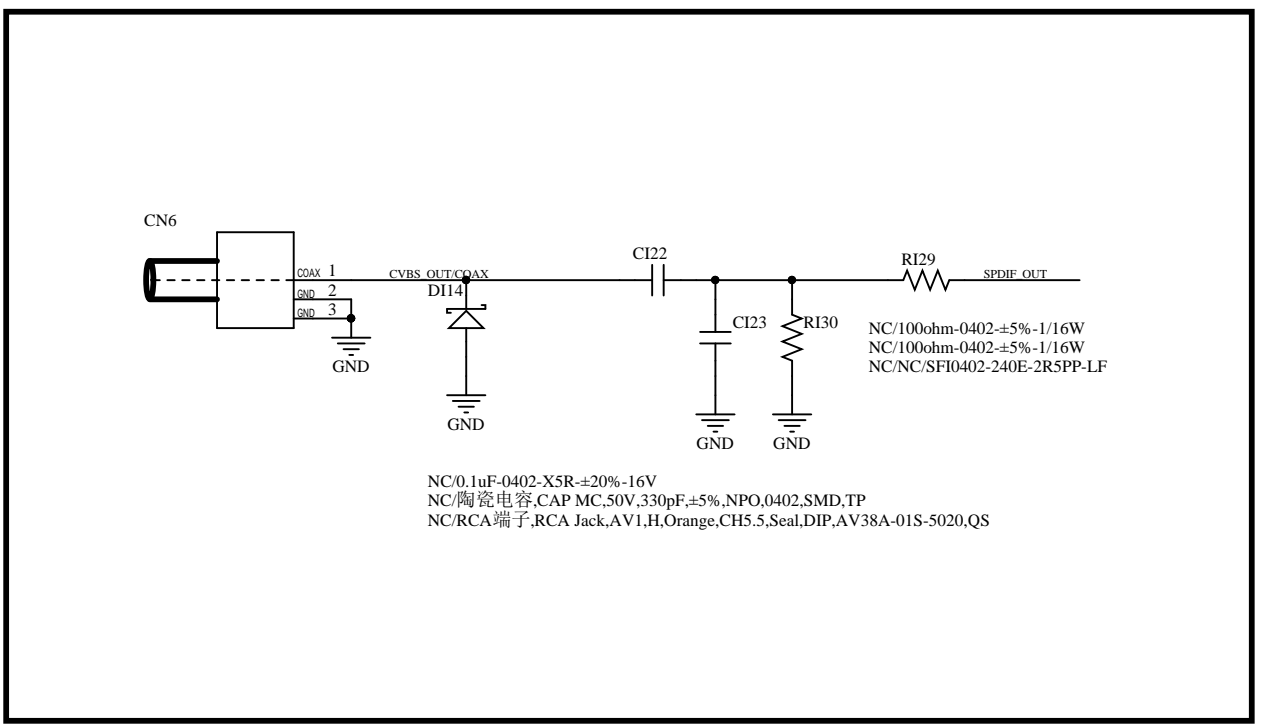 CN6
COAX 1
GND 2
GND 3
GND
CVBS_OUT/COAX
DI14
GND
CI22
CI23
GND
RI30
GND
RI29
SPDIF_OUT
NC/100ohm-0402-±5%-1/16W
NC/100ohm-0402-±5%-1/16W
NC/NC/SFI0402-240E-2R5PP-LF
NC/0.1uF-0402-X5R-±20%-16V
NC/陶瓷电容,CAP MC,50V,330pF,±5%,NPO,0402,SMD,TP
NC/RCA端子,RCA Jack,AV1,H,Orange,CH5.5,Seal,DIP,AV38A-01S-5020,QS